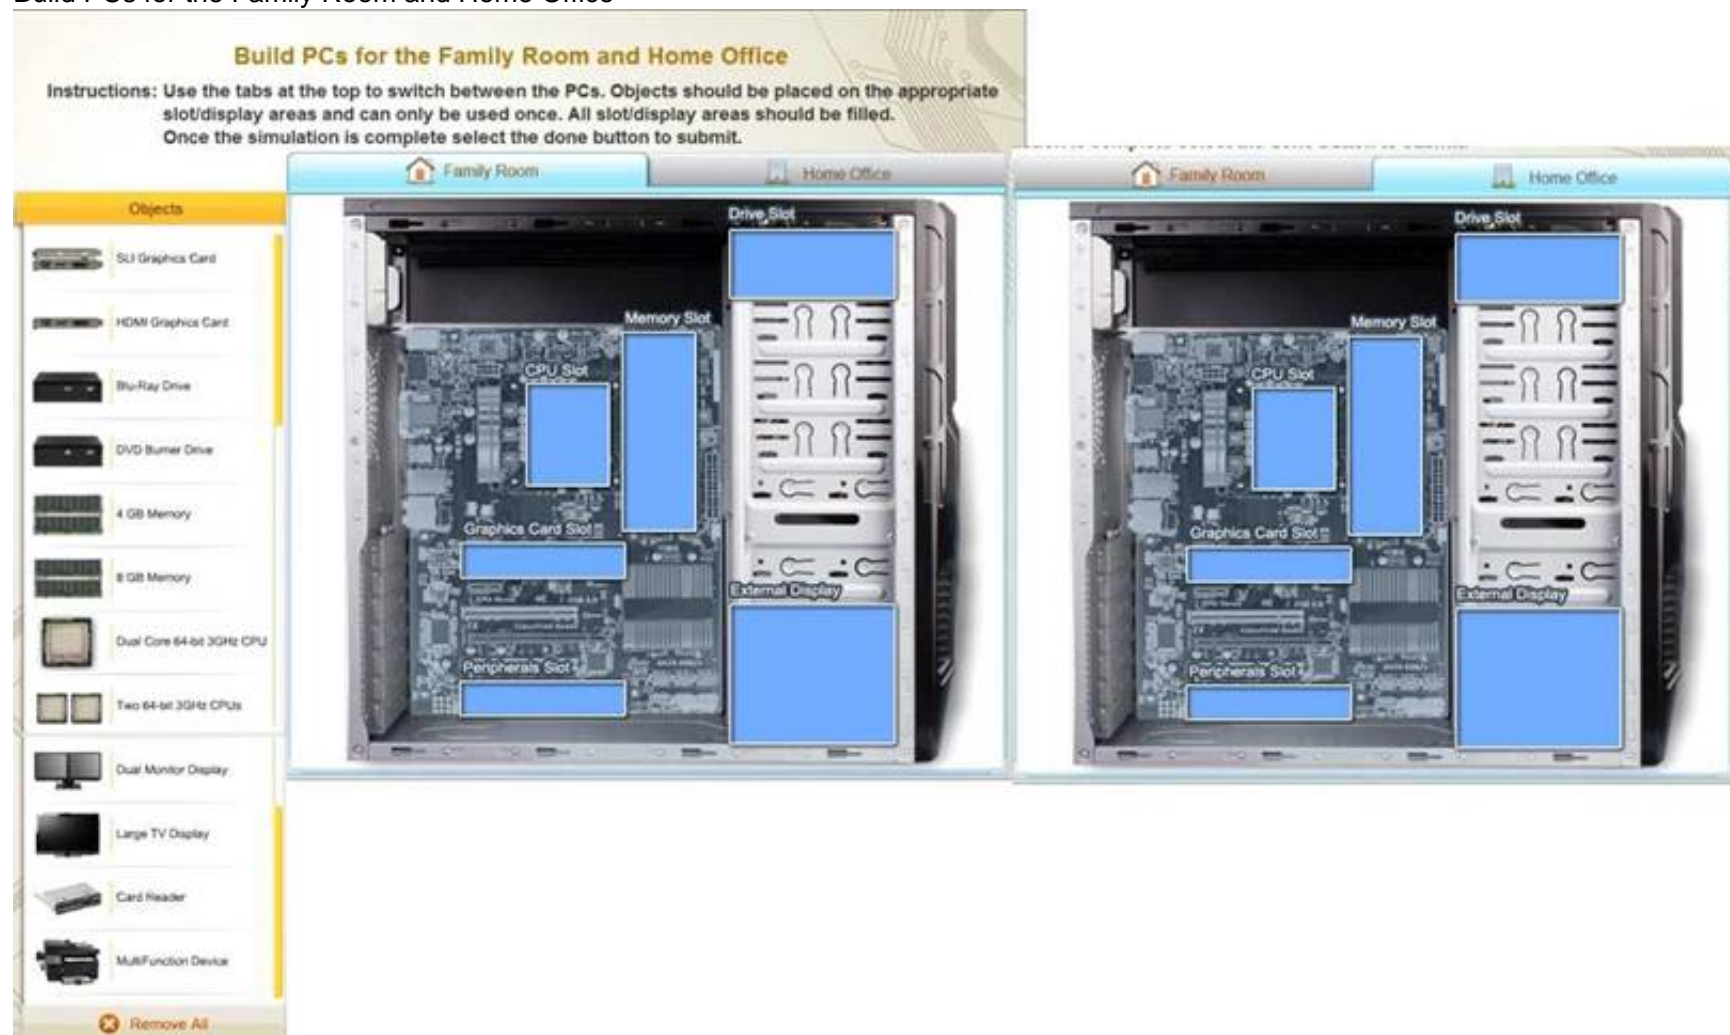 Build PCs for the Family Room and Home Office
Build PCs for the Family Room and Home Office
Instructions: Use the tabs at the top to switch between the PCs. Objects should be placed on the appropriate
slot/display areas and can only be used once. All slot/display areas should be filled.
Once the simulation is complete select the done button to submit.
Family Room
Home Office
Family Room
Home Office
Objects
SLI Graphics Card
HDMI Graphics Card
Blu-Ray Drive
DVD Burner Drive
4 GB Memory
8 GB Memory
Dual Core 64-bit 3GHz CPU
Two 64-bit 3GHz CPUs
Dual Monitor Display
Large TV Display
Card Reader
MultiFunction Device
Remove All
Drive Slot
Memory Slot
CPU Slot
Graphics Card Slot
External Display
Peripherals Slot
Drive Slot
Memory Slot
CPU Slot
Graphics Card Slot
External Display
Peripherals Slot